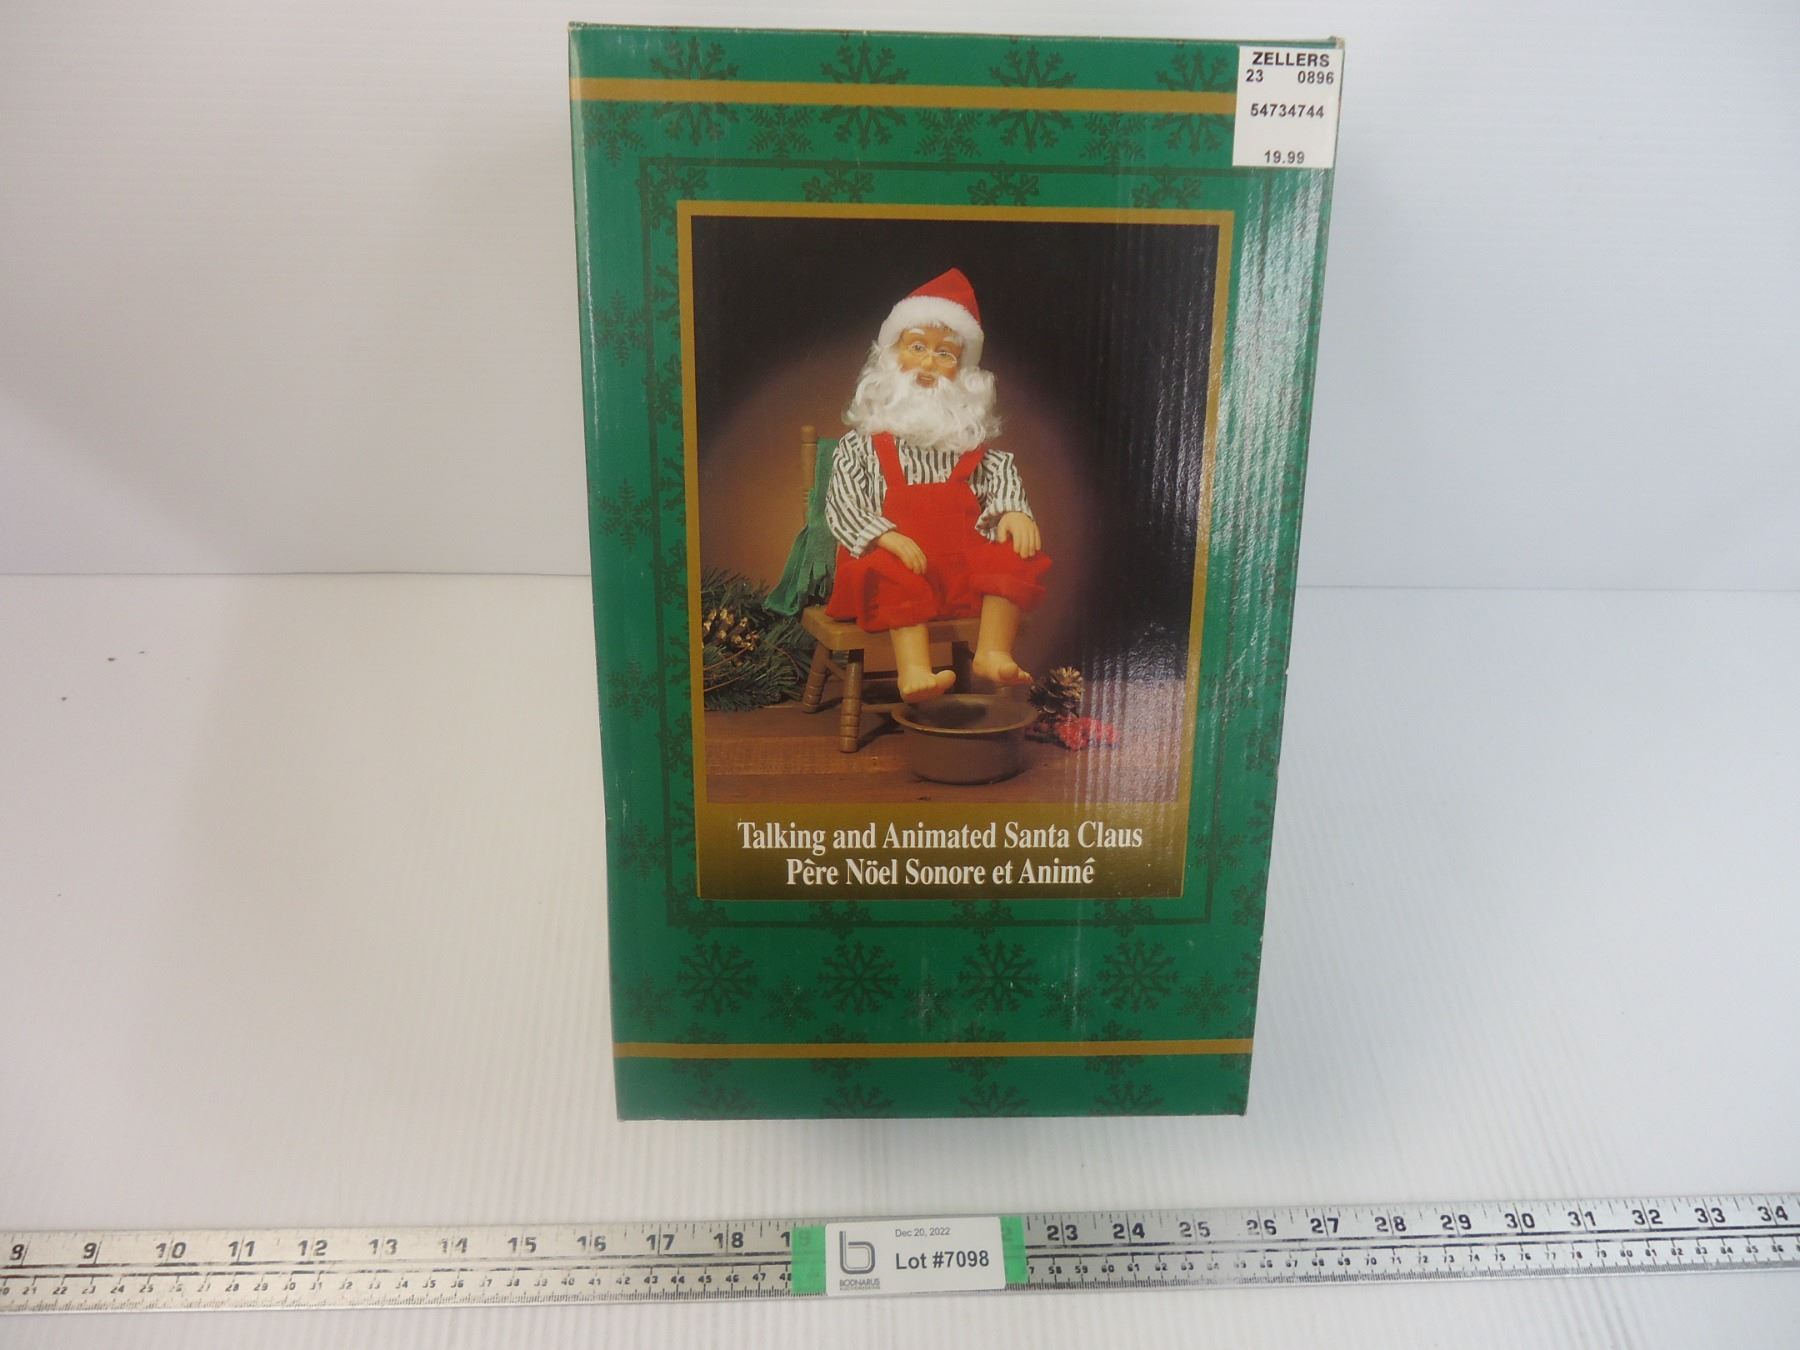 ZELLERS
23 0896
54734744
19.99
Talking and Animated Santa Claus
Père Nöel Sonore et Animé
8 9 10 11 12 13 14 15 16 17 18 19 23 24 25 26 27 28 29 30 31 32 33 34
Dec 20, 2022
Lot #7098
BODNARUS